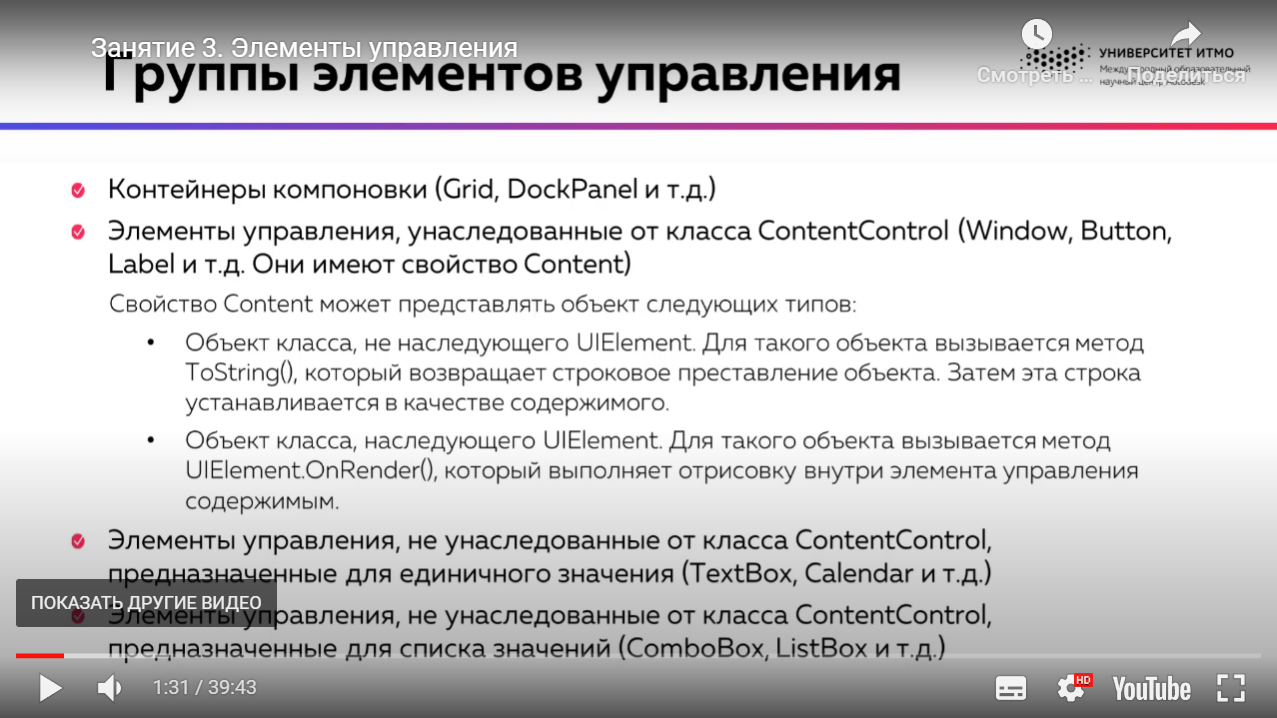 Занятие 3. Элементы управления
Группы элементов управления
УНИВЕРСИТЕТ ИТМО
Международный образовательный
научный центр Autodesk
Смотреть ...
Поделиться
Контейнеры компоновки (Grid, DockPanel и т.д.)
Элементы управления, унаследованные от класса ContentControl (Window, Button,
Label и т.д. Они имеют свойство Content)
Свойство Content может представлять объект следующих типов:
• Объект класса, не наследующего UIElement. Для такого объекта вызывается метод
ToString(), который возвращает строковое преставление объекта. Затем эта строка
устанавливается в качестве содержимого.
• Объект класса, наследующего UIElement. Для такого объекта вызывается метод
UIElement.OnRender(), который выполняет отрисовку внутри элемента управления
содержимым.
Элементы управления, не унаследованные от класса ContentControl,
предназначенные для единичного значения (TextBox, Calendar и т.д.)
ПОКАЗАТЬ ДРУГИЕ ВИДЕО
Элементы управления, не унаследованные от класса ContentControl,
предназначенные для списка значений (ComboBox, ListBox и т.д.)
1:31 / 39:43
HD
YouTube